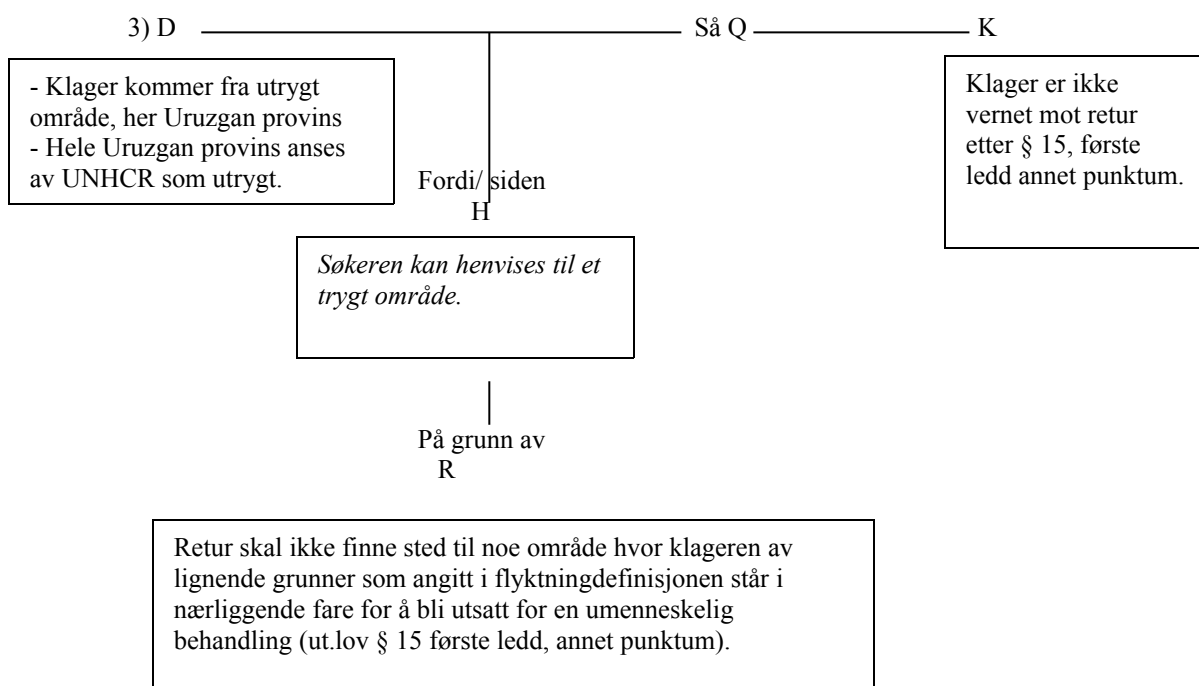 3) D Så Q K
- Klager kommer fra utrygt
område, her Uruzgan provins
- Hele Uruzgan provins anses
av UNHCR som utrygt.
Klager er ikke
vernet mot retur
etter § 15, første
ledd annet punktum.
Fordi/ siden
H
Søkeren kan henvises til et
trygt område.
På grunn av
R
Retur skal ikke finne sted til noe område hvor klageren av
lignende grunner som angitt i flyktningdefinisjonen står i
nærliggende fare for å bli utsatt for en umenneskelig
behandling (ut.lov § 15 første ledd, annet punktum).